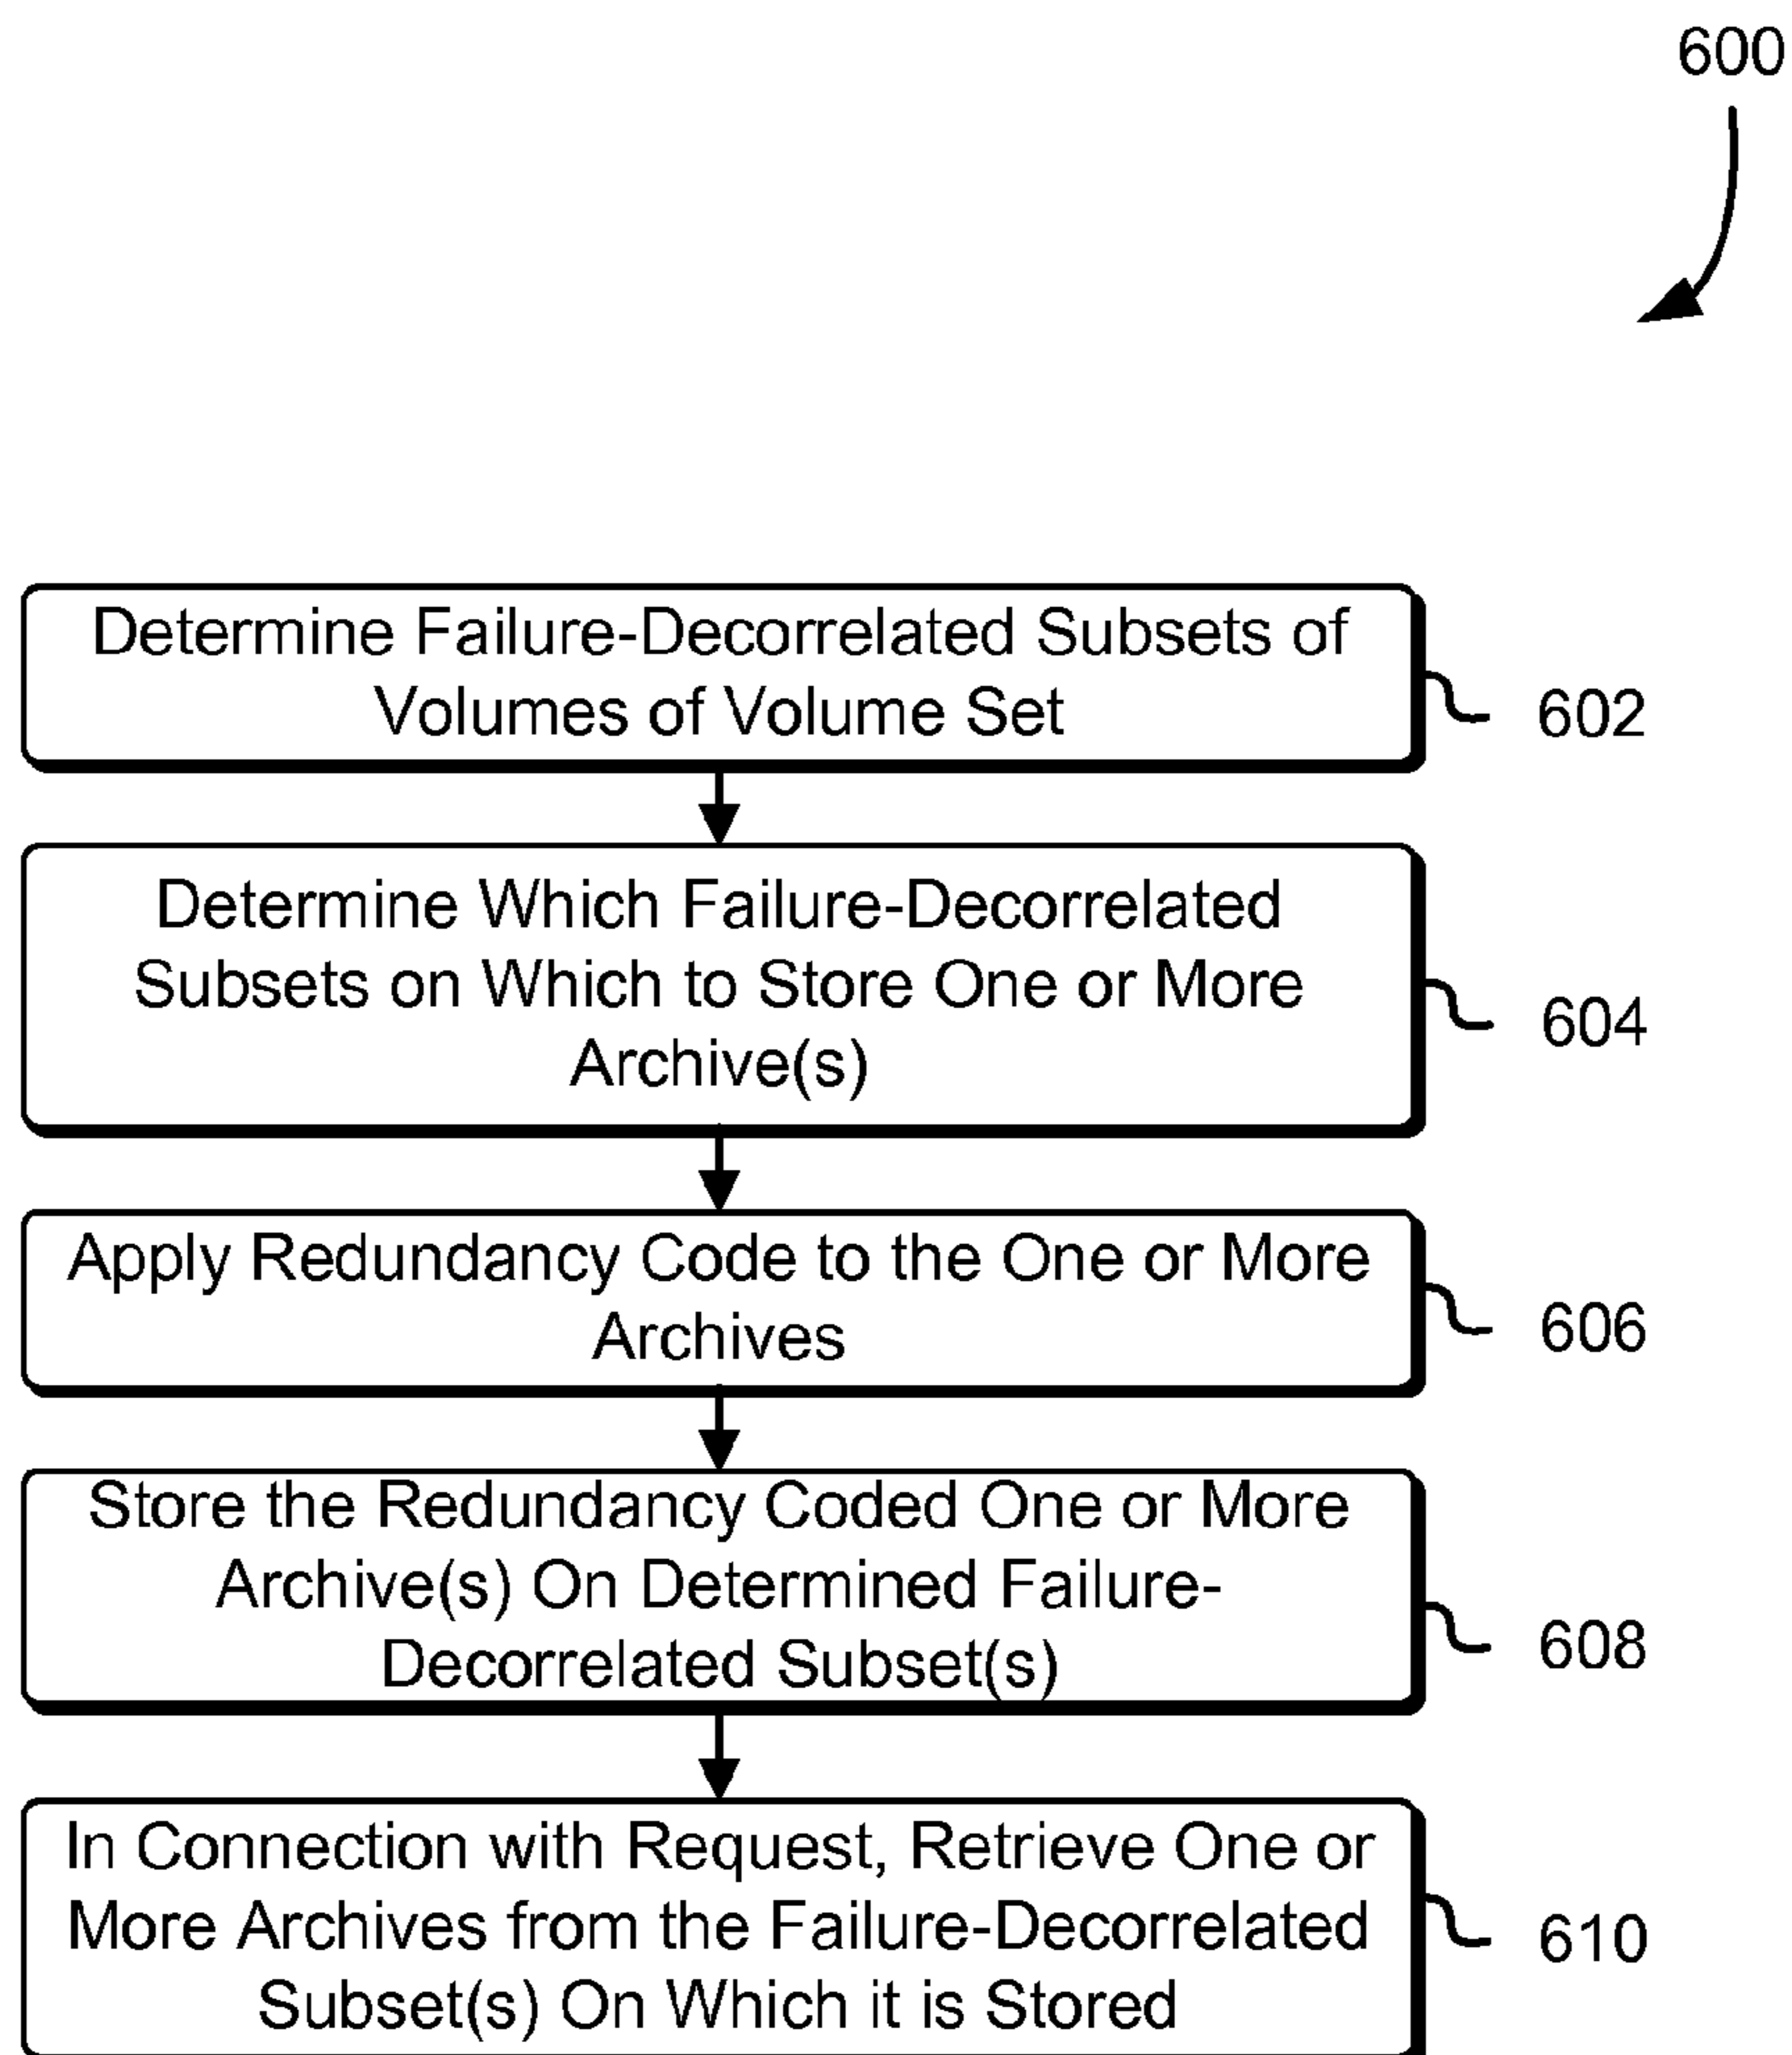 600
Determine Failure-Decorrelated Subsets of
Volumes of Volume Set
602
Determine Which Failure-Decorrelated
Subsets on Which to Store One or More
Archive(s)
604
Apply Redundancy Code to the One or More
Archives
606
Store the Redundancy Coded One or More
Archive(s) On Determined Failure-
Decorrelated Subset(s)
608
In Connection with Request, Retrieve One or
More Archives from the Failure-Decorrelated
Subset(s) On Which it is Stored
610